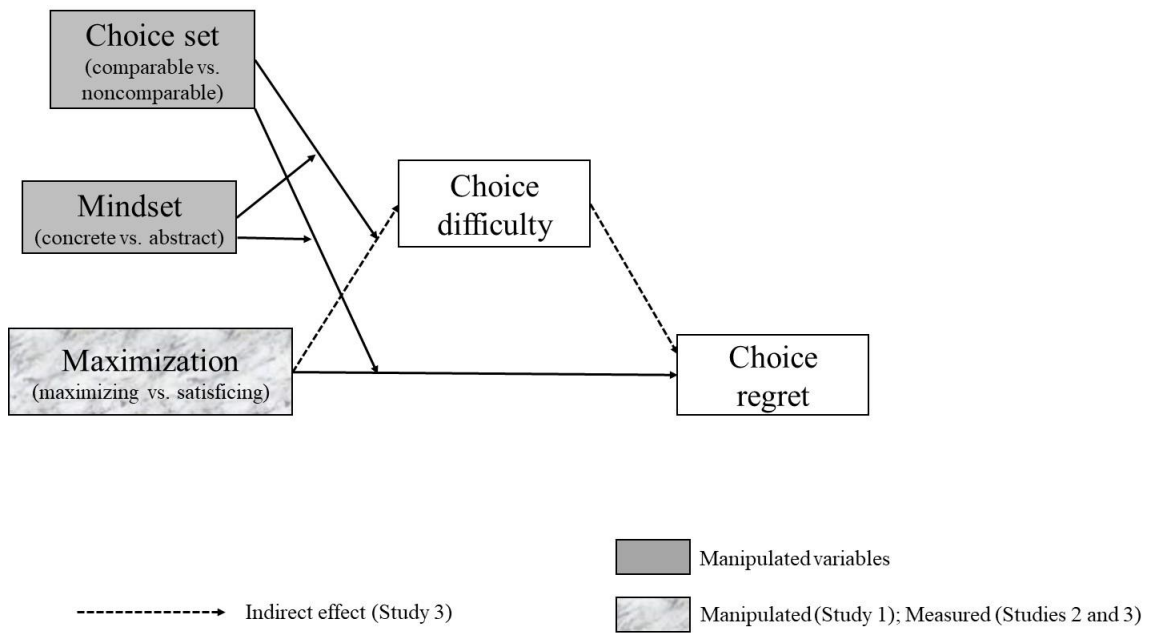 Choice set
(comparable vs.
noncomparable)
Mindset
(concrete vs. abstract)
Maximization
(maximizing vs. satisficing)
Choice
difficulty
Choice
regret
Manipulated variables
Indirect effect (Study 3)
Manipulated (Study 1); Measured (Studies 2 and 3)